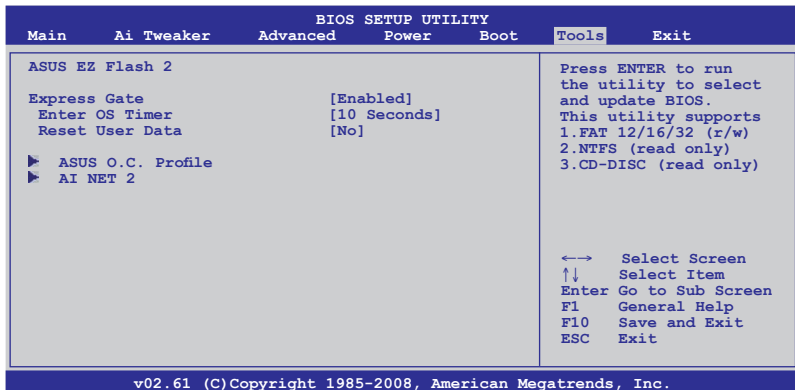 BIOS SETUP UTILITY
Main Ai Tweaker Advanced Power Boot Tools Exit
ASUS EZ Flash 2
Express Gate [Enabled]
Enter OS Timer [10 Seconds]
Reset User Data [No]
ASUS O.C. Profile
AI NET 2
Press ENTER to run
the utility to select
and update BIOS.
This utility supports
1.FAT 12/16/32 (r/w)
2.NTFS (read only)
3.CD-DISC (read only)
←→ Select Screen
↑↓ Select Item
Enter Go to Sub Screen
F1 General Help
F10 Save and Exit
ESC Exit
v02.61 (C)Copyright 1985-2008, American Megatrends, Inc.